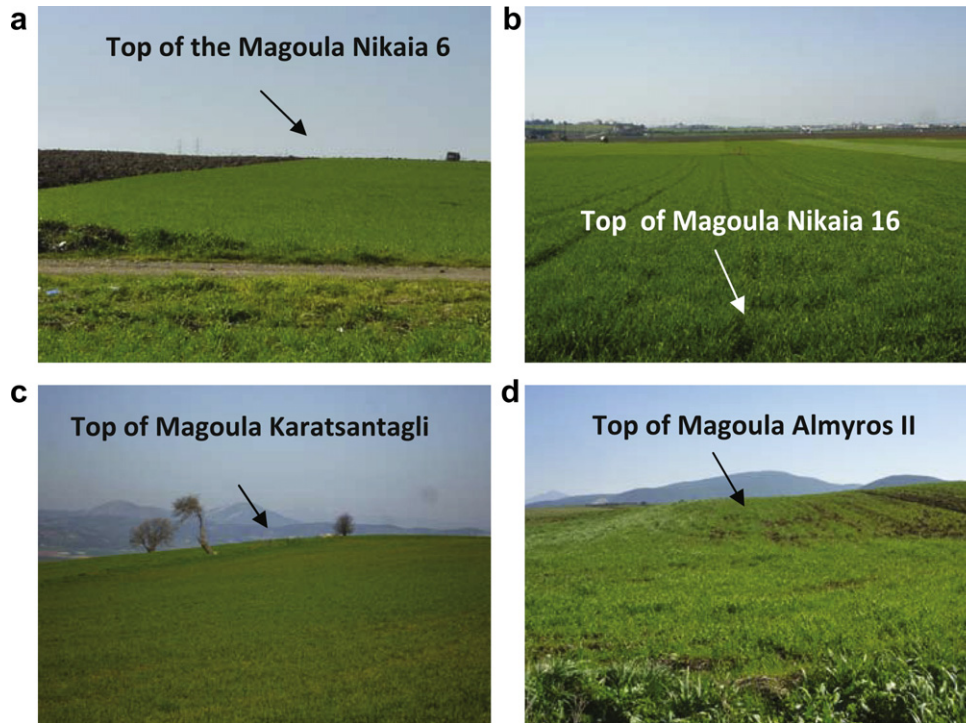 a
Top of the Magoula Nikaia 6
b
Top of Magoula Nikaia 16
c
Top of Magoula Karatsantagli
d
Top of Magoula Almyros II